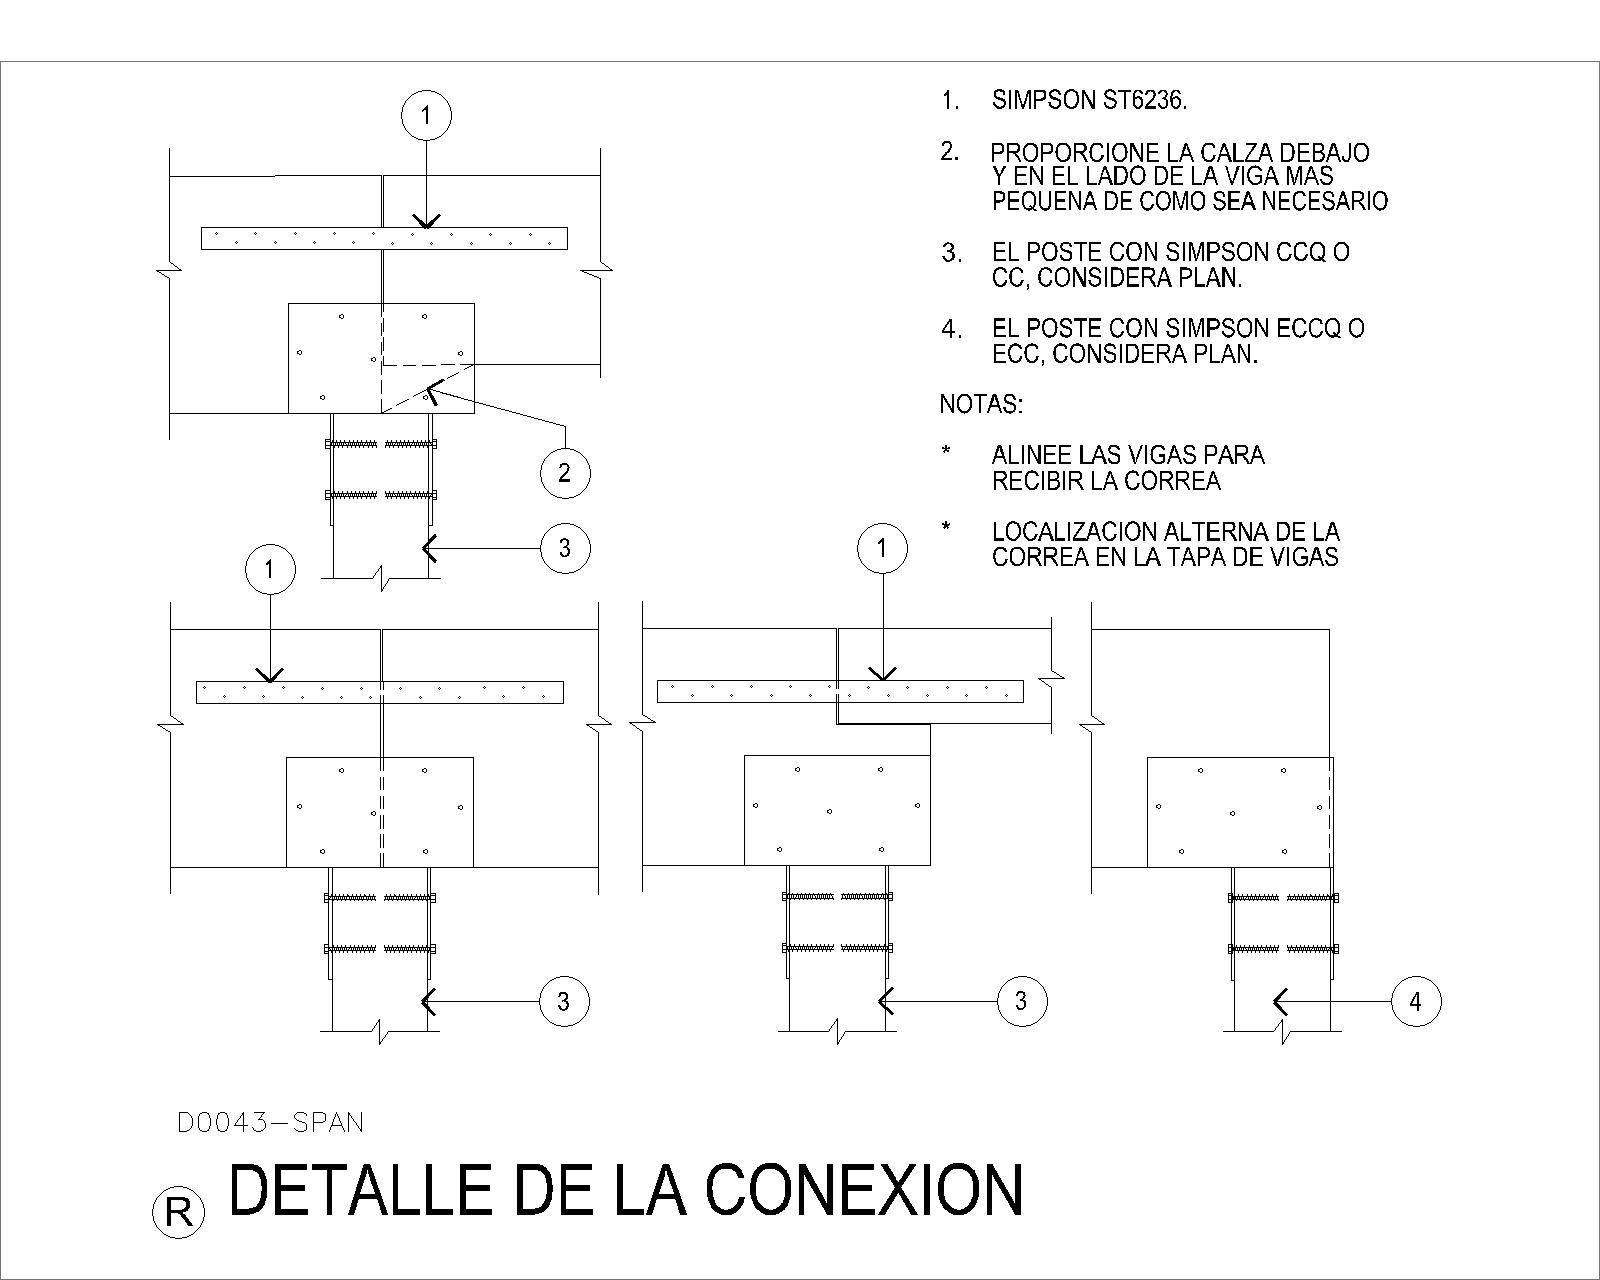 1. SIMPSON ST6236.
2. PROPORCIONE LA CALZA DEBAJO
Y EN EL LADO DE LA VIGA MAS
PEQUENA DE COMO SEA NECESARIO
3. EL POSTE CON SIMPSON CCQ O
CC, CONSIDERA PLAN.
4. EL POSTE CON SIMPSON ECCQ O
ECC, CONSIDERA PLAN.
NOTAS:
* ALINEE LAS VIGAS PARA
RECIBIR LA CORREA
* LOCALIZACION ALTERNA DE LA
CORREA EN LA TAPA DE VIGAS
1
2
3
1
1
3
3
4
D0043-SPAN
R DETALLE DE LA CONEXION